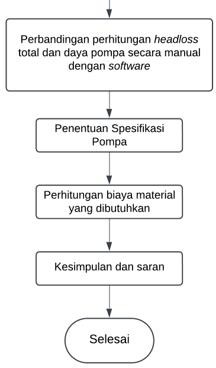 Perbandingan perhitungan headloss
total dan daya pompa secara manual
dengan software
Penentuan Spesifikasi
Pompa
Perhitungan biaya material
yang dibutuhkan
Kesimpulan dan saran
Selesai